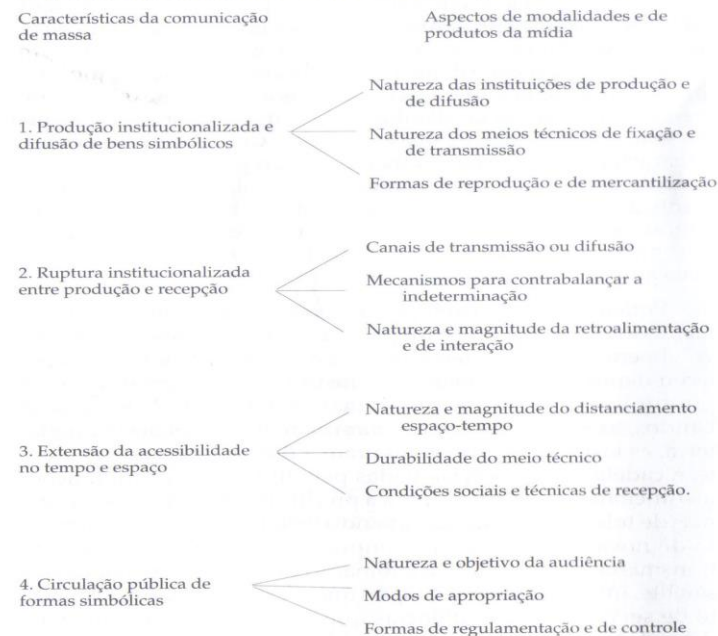 Características da comunicação
de massa
Aspectos de modalidades e de
produtos da mídia
1. Produção institucionalizada e
difusão de bens simbólicos
Natureza das instituições de produção e
de difusão
Natureza dos meios técnicos de fixação e
de transmissão
Formas de reprodução e de mercantilização
2. Ruptura institucionalizada
entre produção e recepção
Canais de transmissão ou difusão
Mecanismos para contrabalançar a
indeterminação
Natureza e magnitude da retroalimentação
e de interação
3. Extensão da acessibilidade
no tempo e espaço
Natureza e magnitude do distanciamento
espaço-tempo
Durabilidade do meio técnico
Condições sociais e técnicas de recepção.
4. Circulação pública de
formas simbólicas
Natureza e objetivo da audiência
Modos de apropriação
Formas de regulamentação e de controle